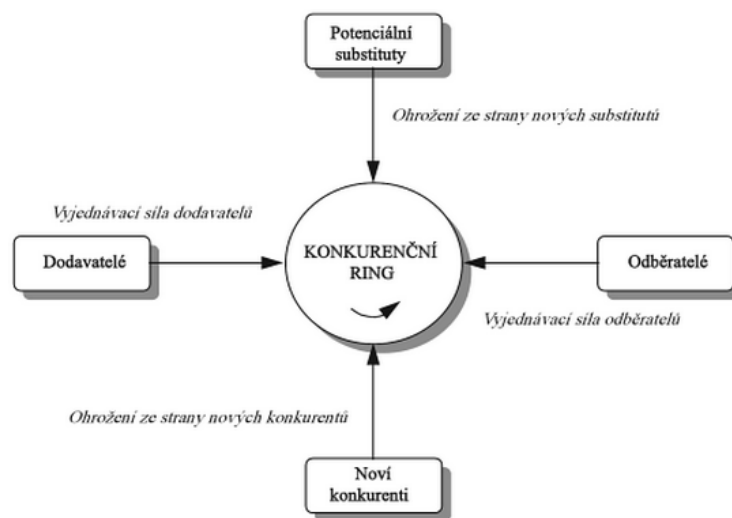 Potenciální
substituty
Ohrožení ze strany nových substitutů
Vyjednávací síla dodavatelů
Dodavatelé
KONKURENČNÍ
RING
Odběratelé
Vyjednávací síla odběratelů
Ohrožení ze strany nových konkurentů
Noví
konkurenti